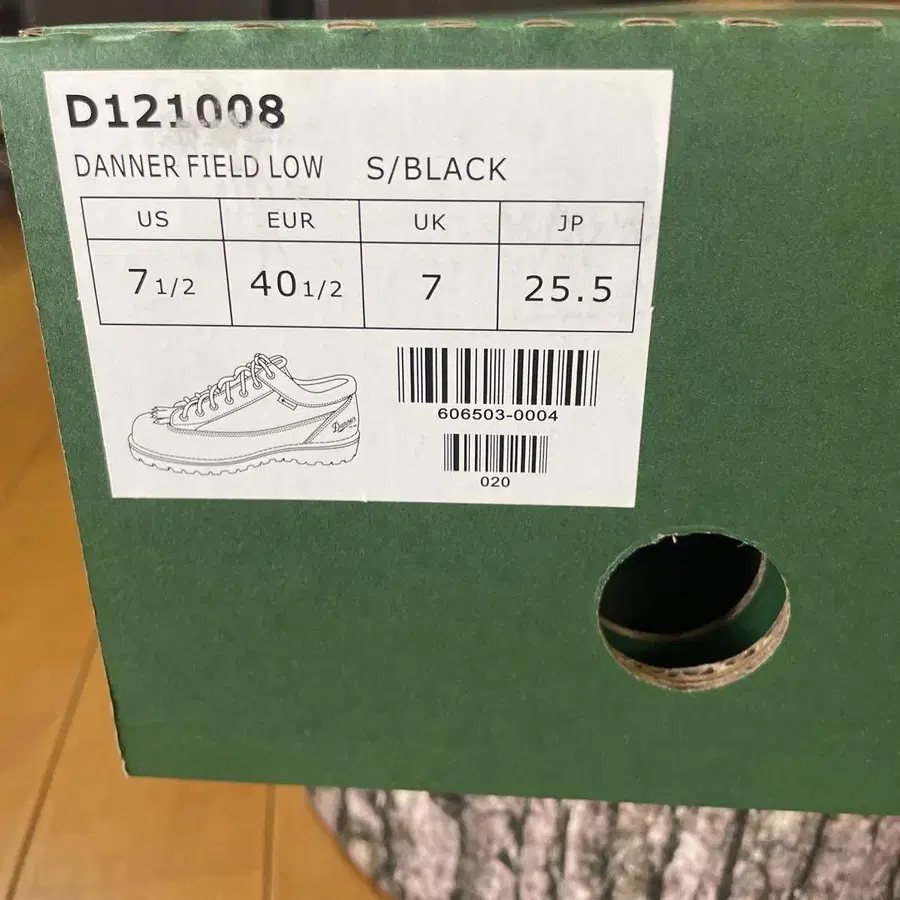 D121008
DANNER FIELD LOW S/BLACK
US EUR UK JP
7 1/2 40 1/2 7 25.5
Danner
606503-0004
020